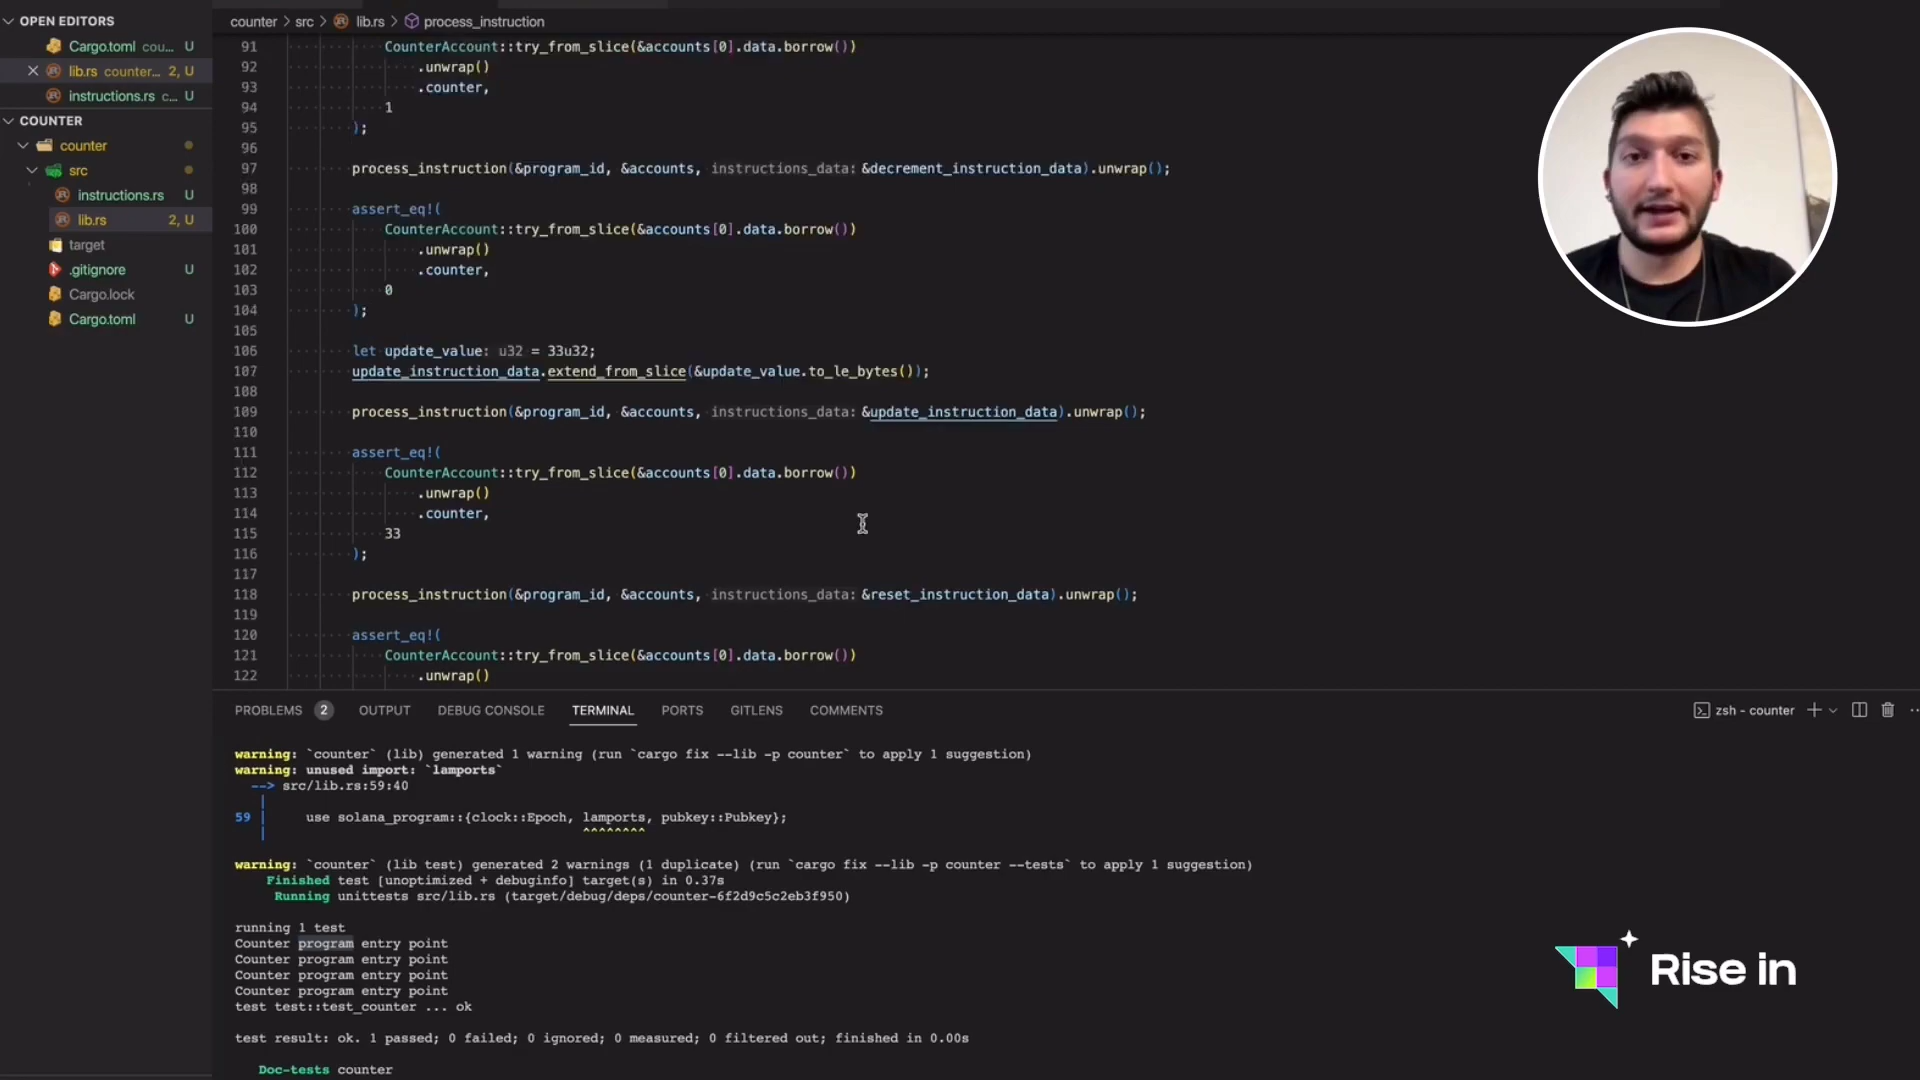 OPEN EDITORS
Cargo.toml cou... U
lib.rs counter... 2, U
instructions.rs c... U
COUNTER
counter
src
instructions.rs U
lib.rs 2, U
target
.gitignore U
Cargo.lock
Cargo.toml U
counter > src > lib.rs > process_instruction
91 CounterAccount::try_from_slice(&accounts[0].data.borrow())
92 .unwrap()
93 .counter,
94 1
95 );
96
97 process_instruction(&program_id, &accounts, instructions_data: &decrement_instruction_data).unwrap();
98
99 assert_eq!(
100 CounterAccount::try_from_slice(&accounts[0].data.borrow())
101 .unwrap()
102 .counter,
103 0
104 );
105
106 let update_value: u32 = 33u32;
107 update_instruction_data.extend_from_slice(&update_value.to_le_bytes());
108
109 process_instruction(&program_id, &accounts, instructions_data: &update_instruction_data).unwrap();
110
111 assert_eq!(
112 CounterAccount::try_from_slice(&accounts[0].data.borrow())
113 .unwrap()
114 .counter,
115 33
116 );
117
118 process_instruction(&program_id, &accounts, instructions_data: &reset_instruction_data).unwrap();
119
120 assert_eq!(
121 CounterAccount::try_from_slice(&accounts[0].data.borrow())
122 .unwrap()
PROBLEMS 2 OUTPUT DEBUG CONSOLE TERMINAL PORTS GITLENS COMMENTS zsh - counter
warning: `counter` (lib) generated 1 warning (run `cargo fix --lib -p counter` to apply 1 suggestion)
warning: unused import: `lamports`
--> src/lib.rs:59:40
|
59 | use solana_program::{clock::Epoch, lamports, pubkey::Pubkey};
| ^^^^^^^^
warning: `counter` (lib test) generated 2 warnings (1 duplicate) (run `cargo fix --lib -p counter --tests` to apply 1 suggestion)
Finished test [unoptimized + debuginfo] target(s) in 0.37s
Running unittests src/lib.rs (target/debug/deps/counter-6f2d9c5c2eb3f950)
running 1 test
Counter program entry point
Counter program entry point
Counter program entry point
Counter program entry point
test test::test_counter ... ok
test result: ok. 1 passed; 0 failed; 0 ignored; 0 measured; 0 filtered out; finished in 0.00s
Doc-tests counter
Rise in